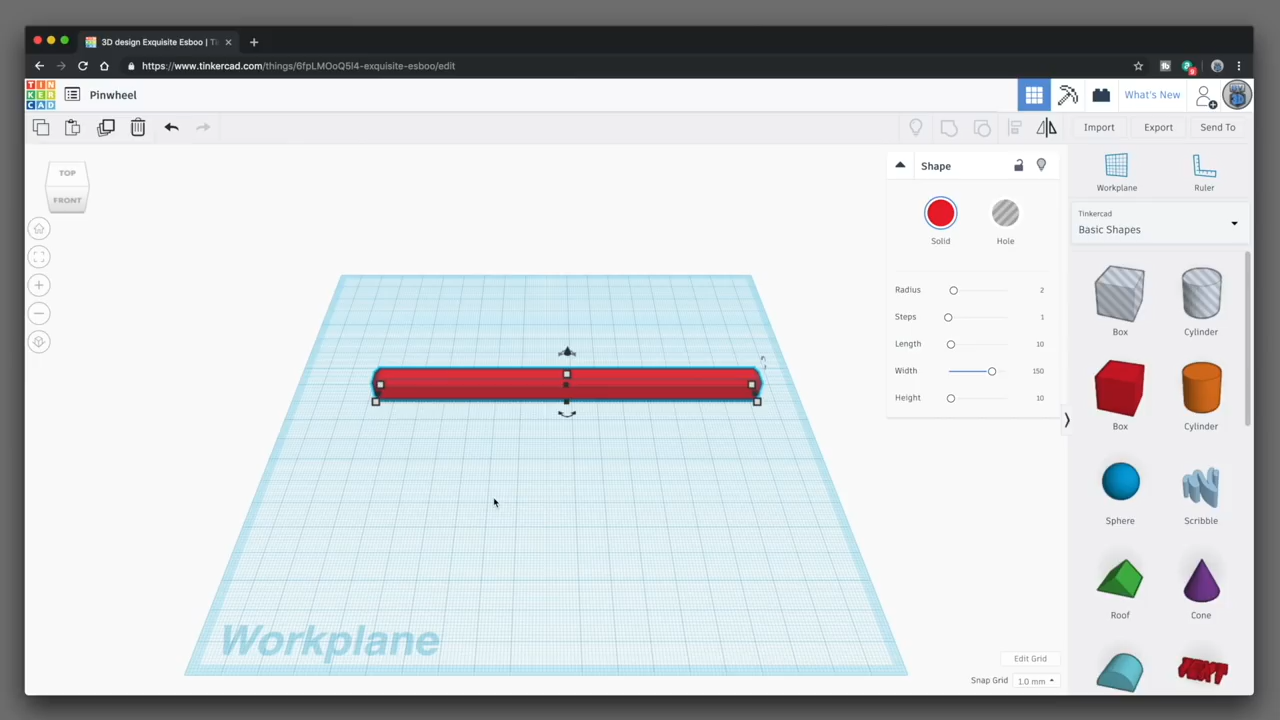 3D design Exquisite Esboo | Ti
https://www.tinkercad.com/things/6fpLMOoQ5l4-exquisite-esboo/edit
TIN
KER
CAD
Pinwheel
What's New
Import
Export
Send To
TOP
FRONT
Shape
Solid
Hole
Radius 2
Steps 1
Length 10
Width 150
Height 10
Workplane
Ruler
Tinkercad
Basic Shapes
Box
Cylinder
Box
Cylinder
Sphere
Scribble
Roof
Cone
TEXT
Workplane
Edit Grid
Snap Grid 1.0 mm